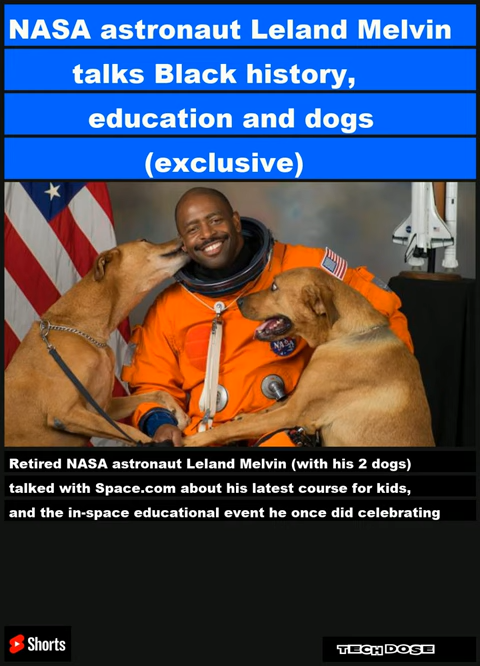 NASA astronaut Leland Melvin
talks Black history,
education and dogs
(exclusive)
NASA
Retired NASA astronaut Leland Melvin (with his 2 dogs)
talked with Space.com about his latest course for kids,
and the in-space educational event he once did celebrating
Shorts
TECH DOSE